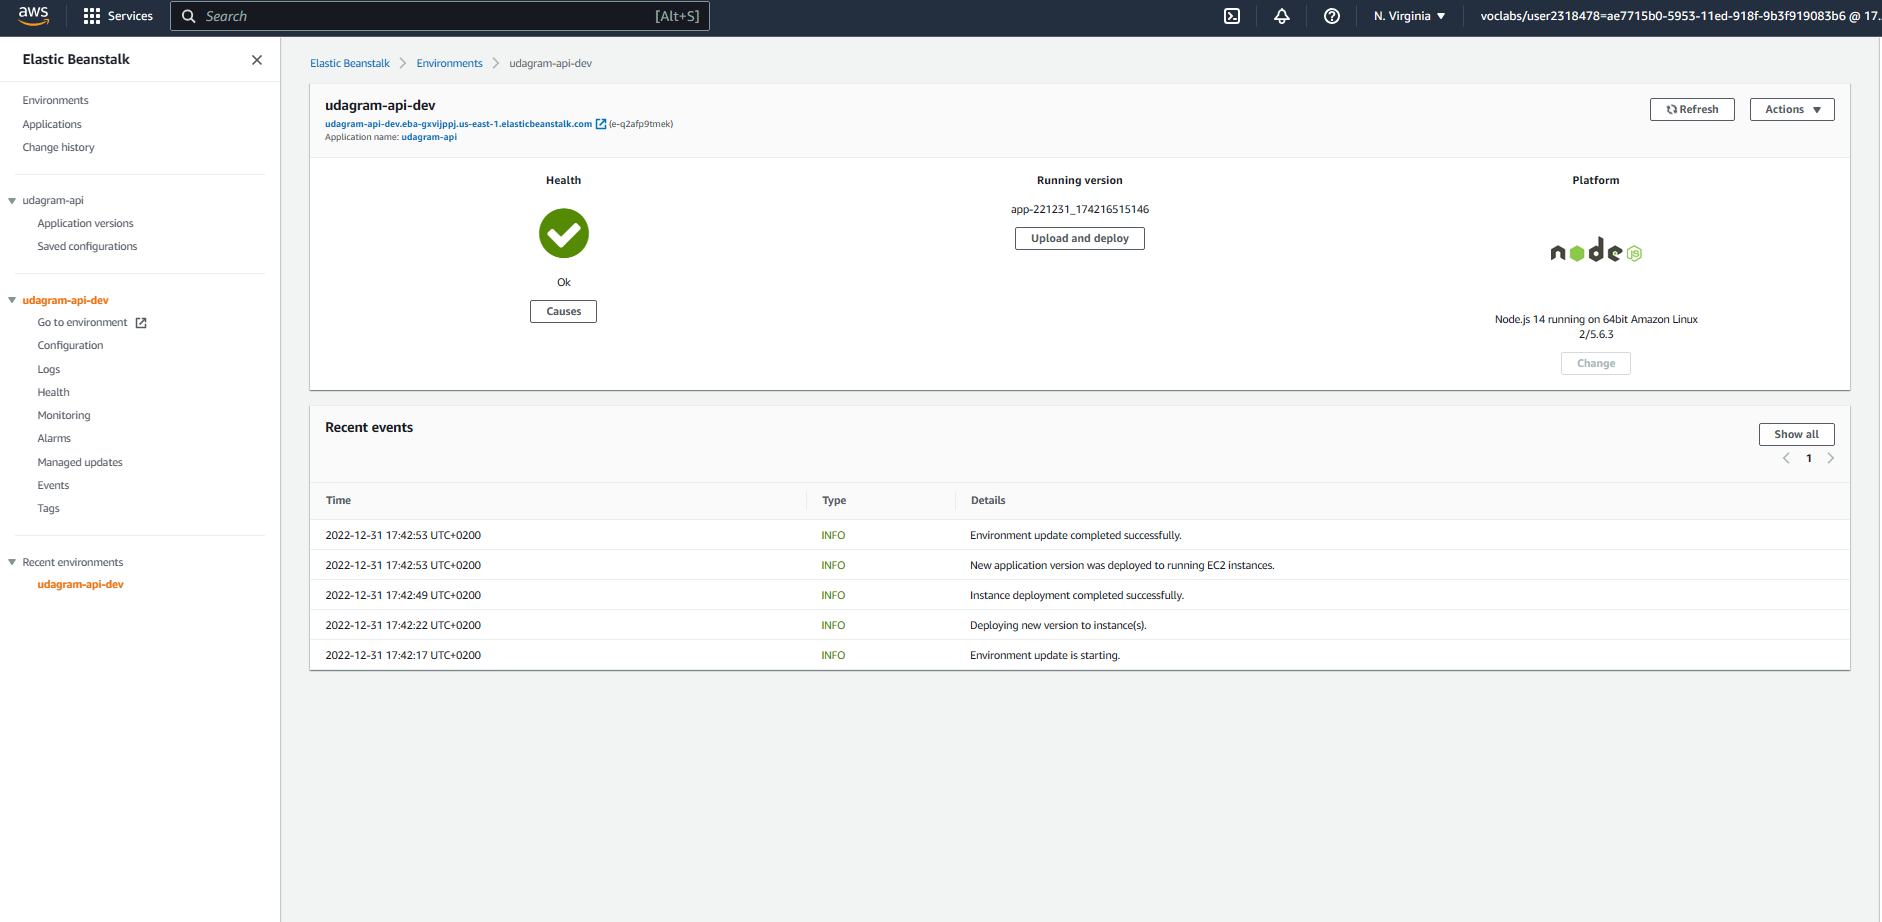 aws
Services
Search
[Alt+S]
N. Virginia
voclabs/user2318478=ae7715b0-5953-11ed-918f-9b3f919083b6 @ 17...
Elastic Beanstalk
Environments
Applications
Change history
udagram-api
Application versions
Saved configurations
udagram-api-dev
Go to environment
Configuration
Logs
Health
Monitoring
Alarms
Managed updates
Events
Tags
Recent environments
udagram-api-dev
Elastic Beanstalk > Environments > udagram-api-dev
udagram-api-dev
udagram-api-dev.eba-gxvijppj.us-east-1.elasticbeanstalk.com (e-q2afp9tmek)
Application name: udagram-api
Refresh
Actions
Health
Ok
Causes
Running version
app-221231_174216515146
Upload and deploy
Platform
node JS
Node.js 14 running on 64bit Amazon Linux
2/5.6.3
Change
Recent events
Show all
1
Time Type Details
2022-12-31 17:42:53 UTC+0200 INFO Environment update completed successfully.
2022-12-31 17:42:53 UTC+0200 INFO New application version was deployed to running EC2 instances.
2022-12-31 17:42:49 UTC+0200 INFO Instance deployment completed successfully.
2022-12-31 17:42:22 UTC+0200 INFO Deploying new version to instance(s).
2022-12-31 17:42:17 UTC+0200 INFO Environment update is starting.